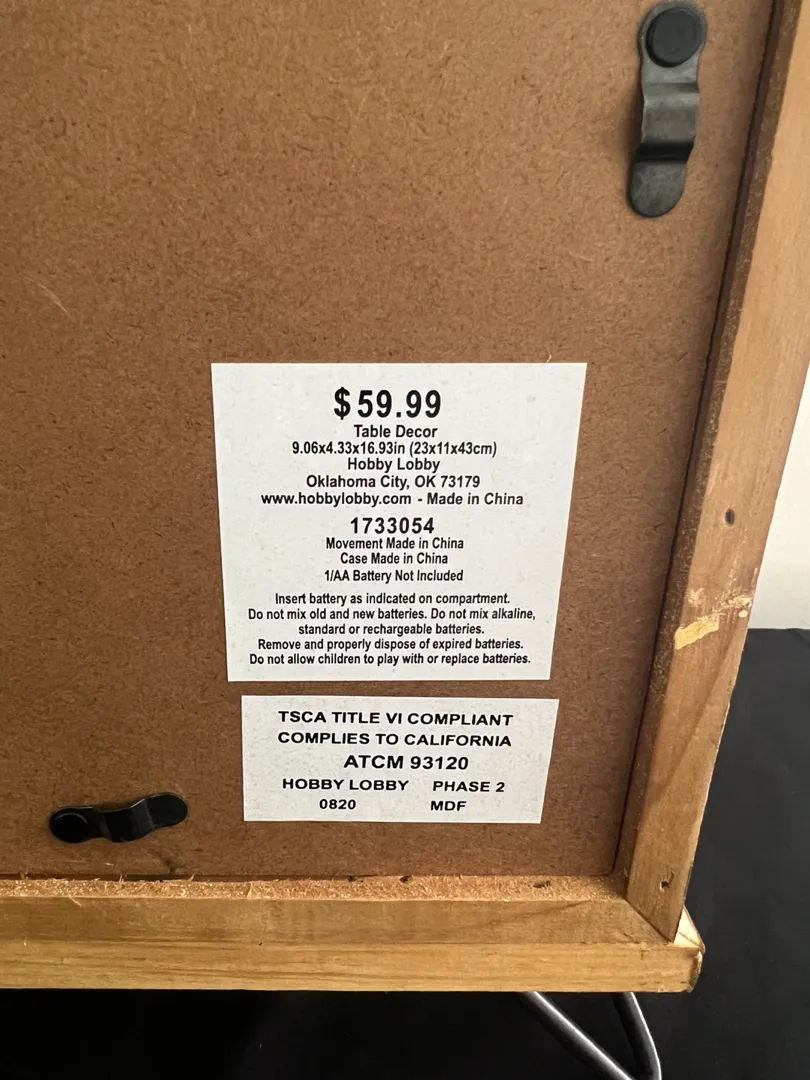 $59.99
Table Decor
9.06x4.33x16.93in (23x11x43cm)
Hobby Lobby
Oklahoma City, OK 73179
www.hobbylobby.com - Made in China
1733054
Movement Made in China
Case Made in China
1/AA Battery Not Included
Insert battery as indicated on compartment.
Do not mix old and new batteries. Do not mix alkaline,
standard or rechargeable batteries.
Remove and properly dispose of expired batteries.
Do not allow children to play with or replace batteries.
TSCA TITLE VI COMPLIANT
COMPLIES TO CALIFORNIA
ATCM 93120
HOBBY LOBBY PHASE 2
0820 MDF